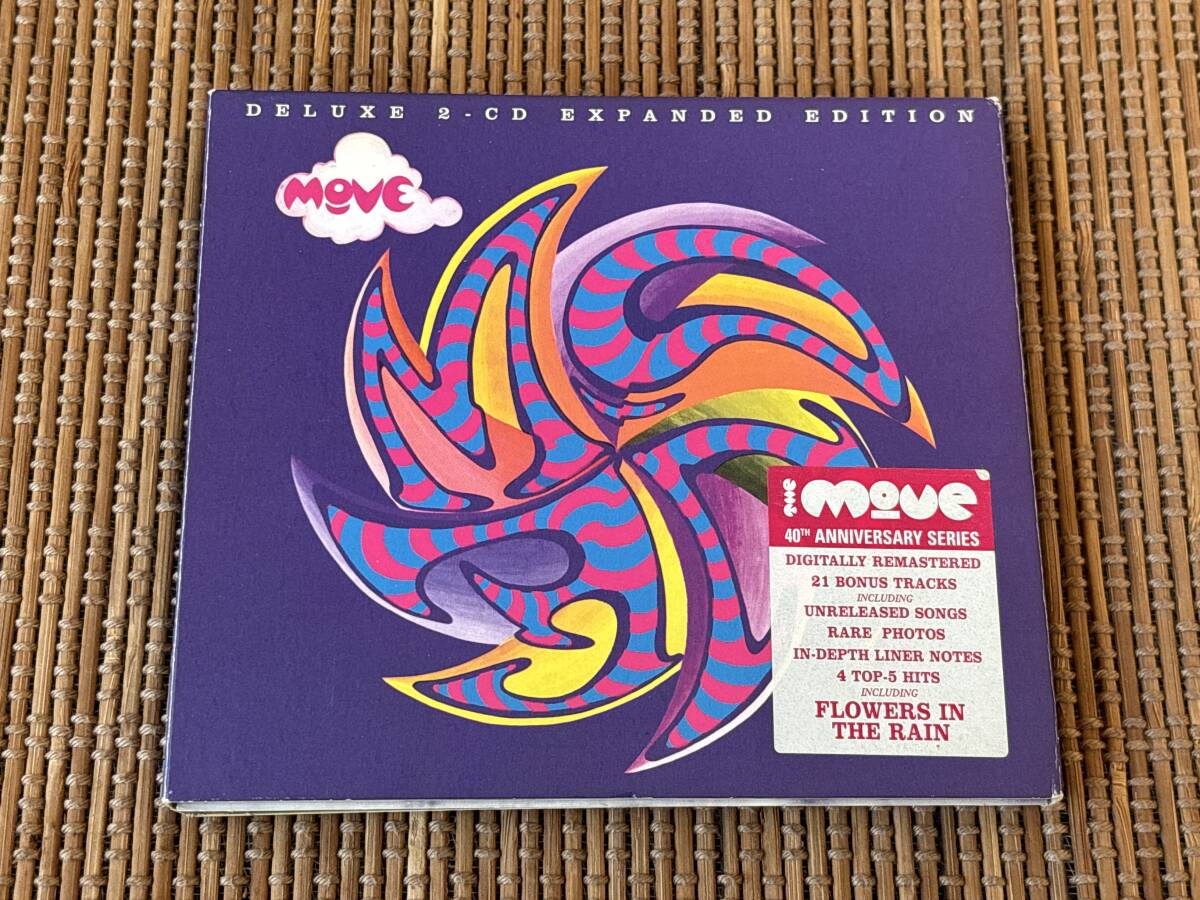 DELUXE 2-CD EXPANDED EDITION
MOVE
THE MOVE
40TH ANNIVERSARY SERIES
DIGITALLY REMASTERED
21 BONUS TRACKS
INCLUDING
UNRELEASED SONGS
RARE PHOTOS
IN-DEPTH LINER NOTES
4 TOP-5 HITS
INCLUDING
FLOWERS IN
THE RAIN